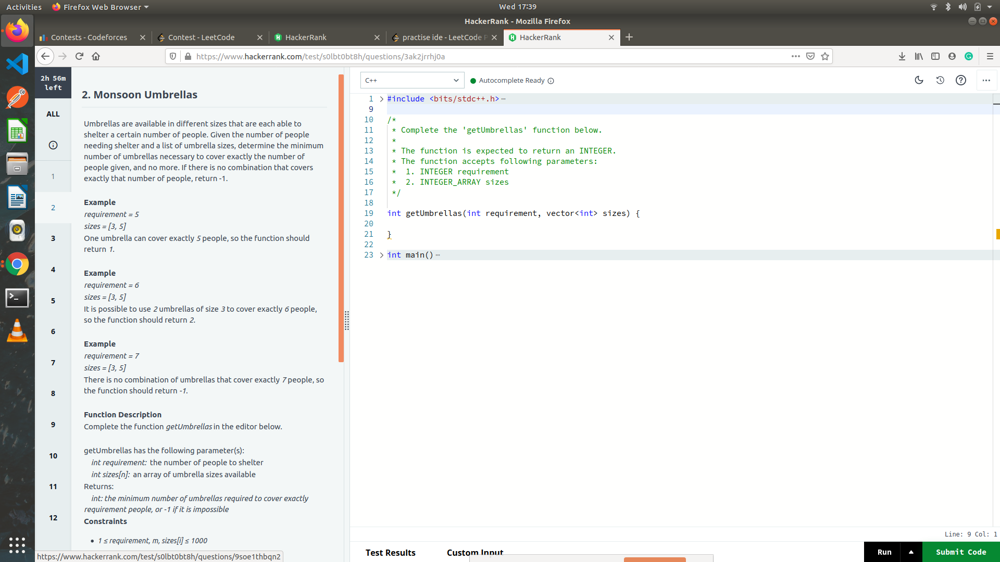 Activities
Firefox Web Browser
Wed 17:39
HackerRank - Mozilla Firefox
Contests - Codeforces
Contest - LeetCode
HackerRank
practise ide - LeetCode
HackerRank
https://www.hackerrank.com/test/s0lbt0bt8h/questions/3ak2jrrhj0a
2h 56m
left
ALL
1
2
3
4
5
6
7
8
9
10
11
12
2. Monsoon Umbrellas
Umbrellas are available in different sizes that are each able to
shelter a certain number of people. Given the number of people
needing shelter and a list of umbrella sizes, determine the minimum
number of umbrellas necessary to cover exactly the number of
people given, and no more. if there is no combination that covers
exactly that number of people, return -1.
Example
requirement = 5
sizes = [3, 5]
One umbrella can cover exactly 5 people, so the function should
return 1.
Example
requirement = 6
sizes = [3, 5]
It is possible to use 2 umbrellas of size 3 to cover exactly 6 people,
so the function should return 2.
Example
requirement = 7
sizes = [3, 5]
There is no combination of umbrellas that cover exactly 7 people, so
the function should return -1.
Function Description
Complete the function getUmbrellas in the editor below.
getUmbrellas has the following parameter(s):
int requirement: the number of people to shelter
int sizes[n]: an array of umbrella sizes available
Returns:
int: the minimum number of umbrellas required to cover exactly
requirement people, or -1 if it is impossible
Constraints
• 1 ≤ requirement, m, sizes[i] ≤ 1000
https://www.hackerrank.com/test/s0lbt0bt8h/questions/9soe1thbqn2
C++
Autocomplete Ready
1 #include <bits/stdc++.h>
9
10 /*
11 * Complete the 'getUmbrellas' function below.
12 *
13 * The function is expected to return an INTEGER.
14 * The function accepts following parameters:
15 * 1. INTEGER requirement
16 * 2. INTEGER_ARRAY sizes
17 */
18
19 int getUmbrellas(int requirement, vector<int> sizes) {
20
21 }
22
23 int main()
Line: 9 Col: 1
Test Results
Custom Input
Run
Submit Code